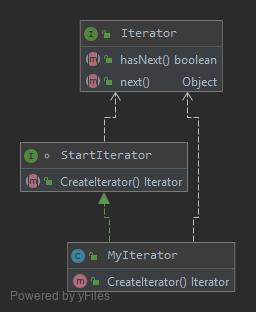 Iterator
hasNext() boolean
next() Object
StartIterator
CreateIterator() Iterator
MyIterator
CreateIterator() Iterator
Powered by yFiles